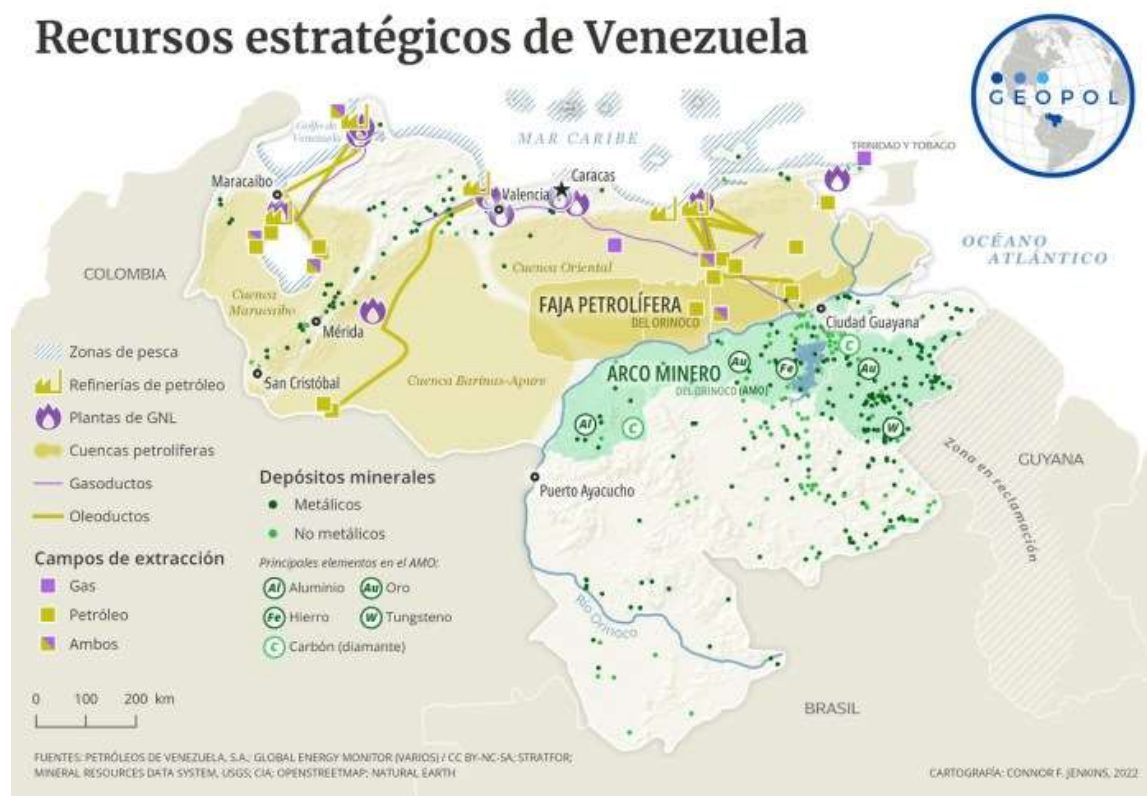 Recursos estratégicos de Venezuela
GEOPOL
Golfo de
Venezuela
MAR CARIBE
TRINIDAD Y TOBAGO
Maracaibo
Valencia
Caracas
OCÉANO
ATLÁNTICO
COLOMBIA
Cuenca
Maracaibo
Cuenca Oriental
FAJA PETROLÍFERA
DEL ORINOCO
Ciudad Guayana
Mérida
San Cristóbal
Cuenca Barinas-Apure
ARCO MINERO
DEL ORINOCO (AMO)
Au
Fe
C
Au
Al
C
W
Puerto Ayacucho
Zona en reclamación
GUYANA
Río Orinoco
BRASIL
Zonas de pesca
Refinerías de petróleo
Plantas de GNL
Cuencas petrolíferas
Gasoductos
Oleoductos
Campos de extracción
Gas
Petróleo
Ambos
Depósitos minerales
Metálicos
No metálicos
Principales elementos en el AMO:
Al Aluminio Au Oro
Fe Hierro W Tungsteno
C Carbón (diamante)
0 100 200 km
FUENTES: PETRÓLEOS DE VENEZUELA, S.A.; GLOBAL ENERGY MONITOR (VARIOS) / CC BY-NC-SA; STRATFOR;
MINERAL RESOURCES DATA SYSTEM, USGS; CIA; OPENSTREETMAP; NATURAL EARTH
CARTOGRAFÍA: CONNOR F. JENKINS, 2022